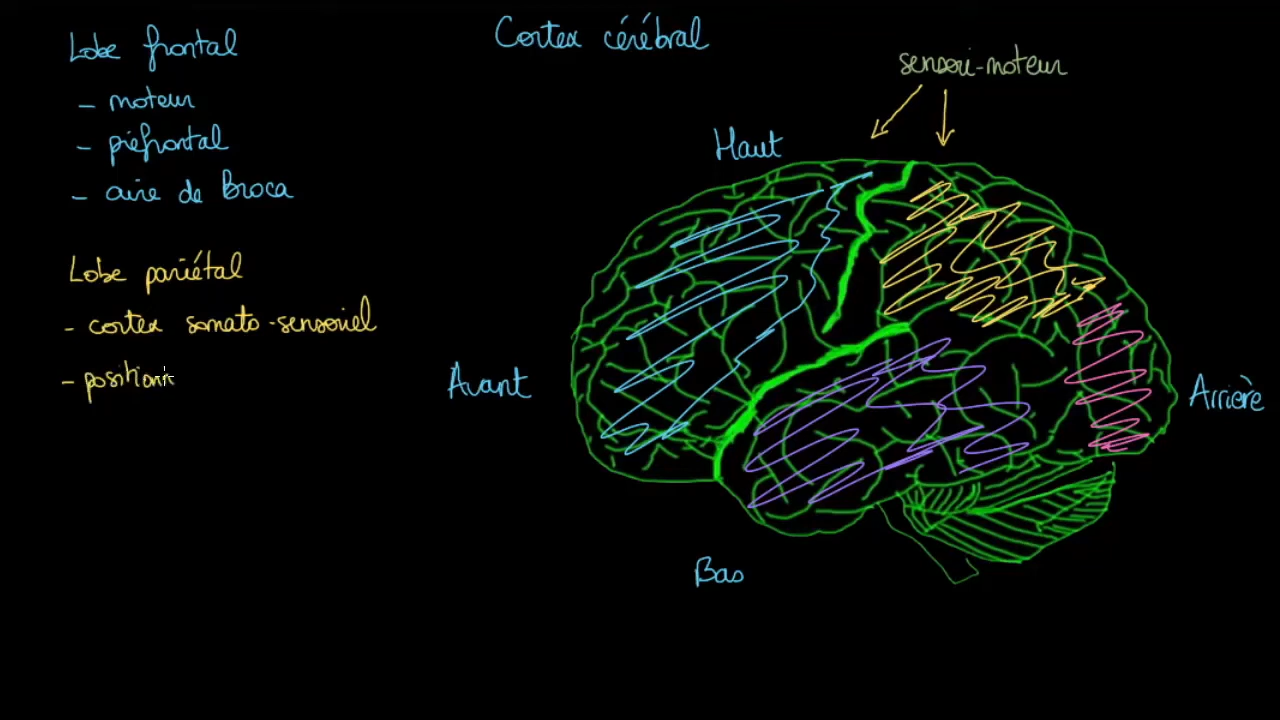 Cortex cérébral
Lobe frontal
- moteur
- préfrontal
- aire de Broca
Lobe pariétal
- cortex somato-sensoriel
- position
sensori-moteur
Haut
Avant
Arrière
Bas